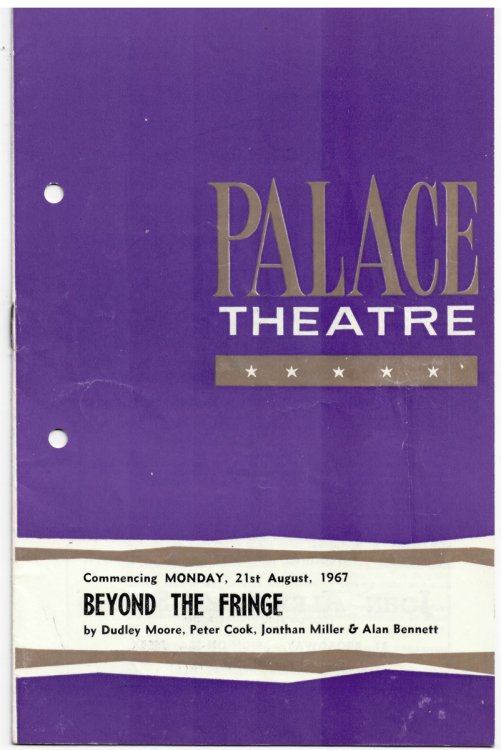 PALACE
THEATRE
Commencing MONDAY, 21st August, 1967
BEYOND THE FRINGE
by Dudley Moore, Peter Cook, Jonthan Miller & Alan Bennett